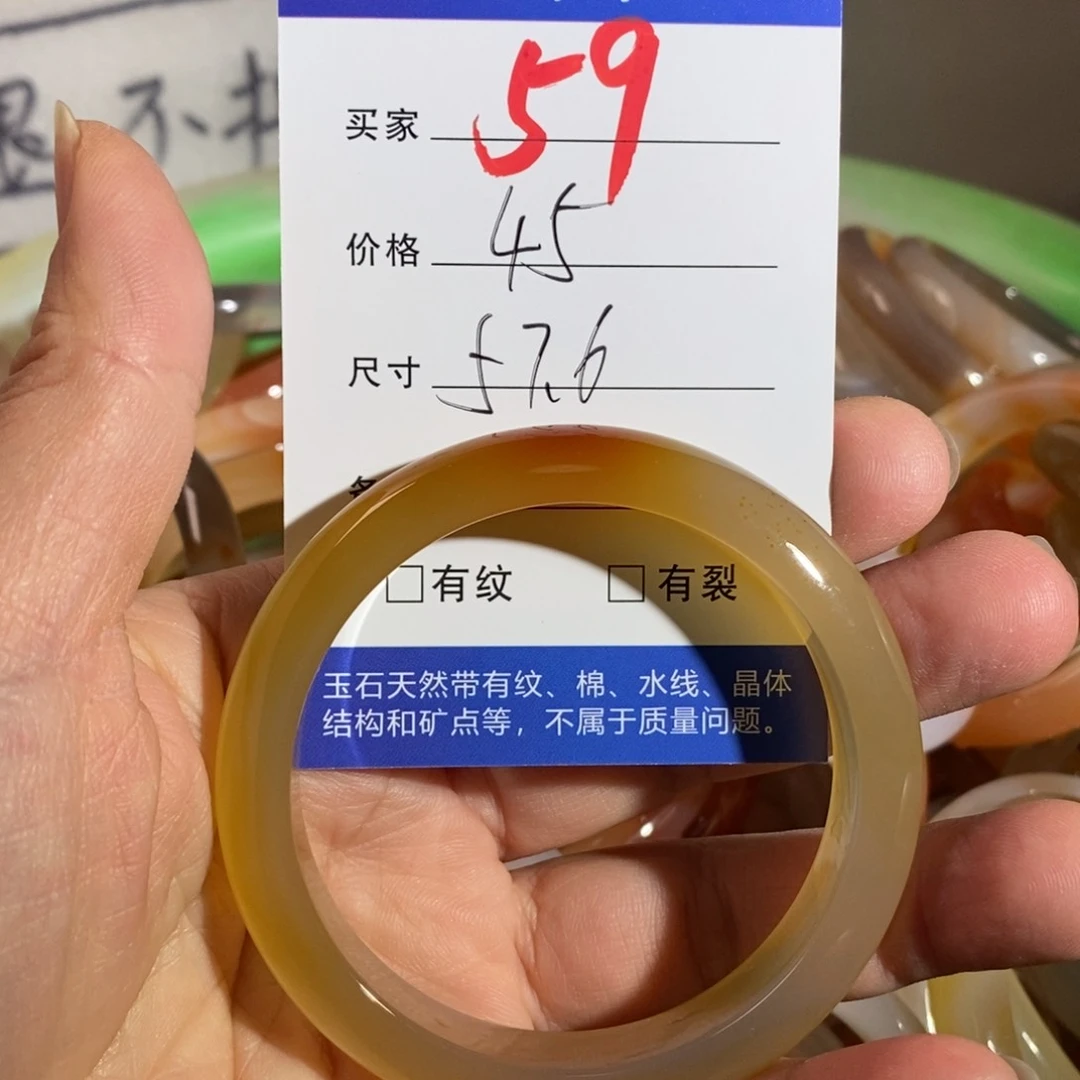 不
买家 59
价格 45
尺寸 57.6
□有纹 □有裂
玉石天然带有纹、棉、水线、晶体
结构和矿点等，不属于质量问题。